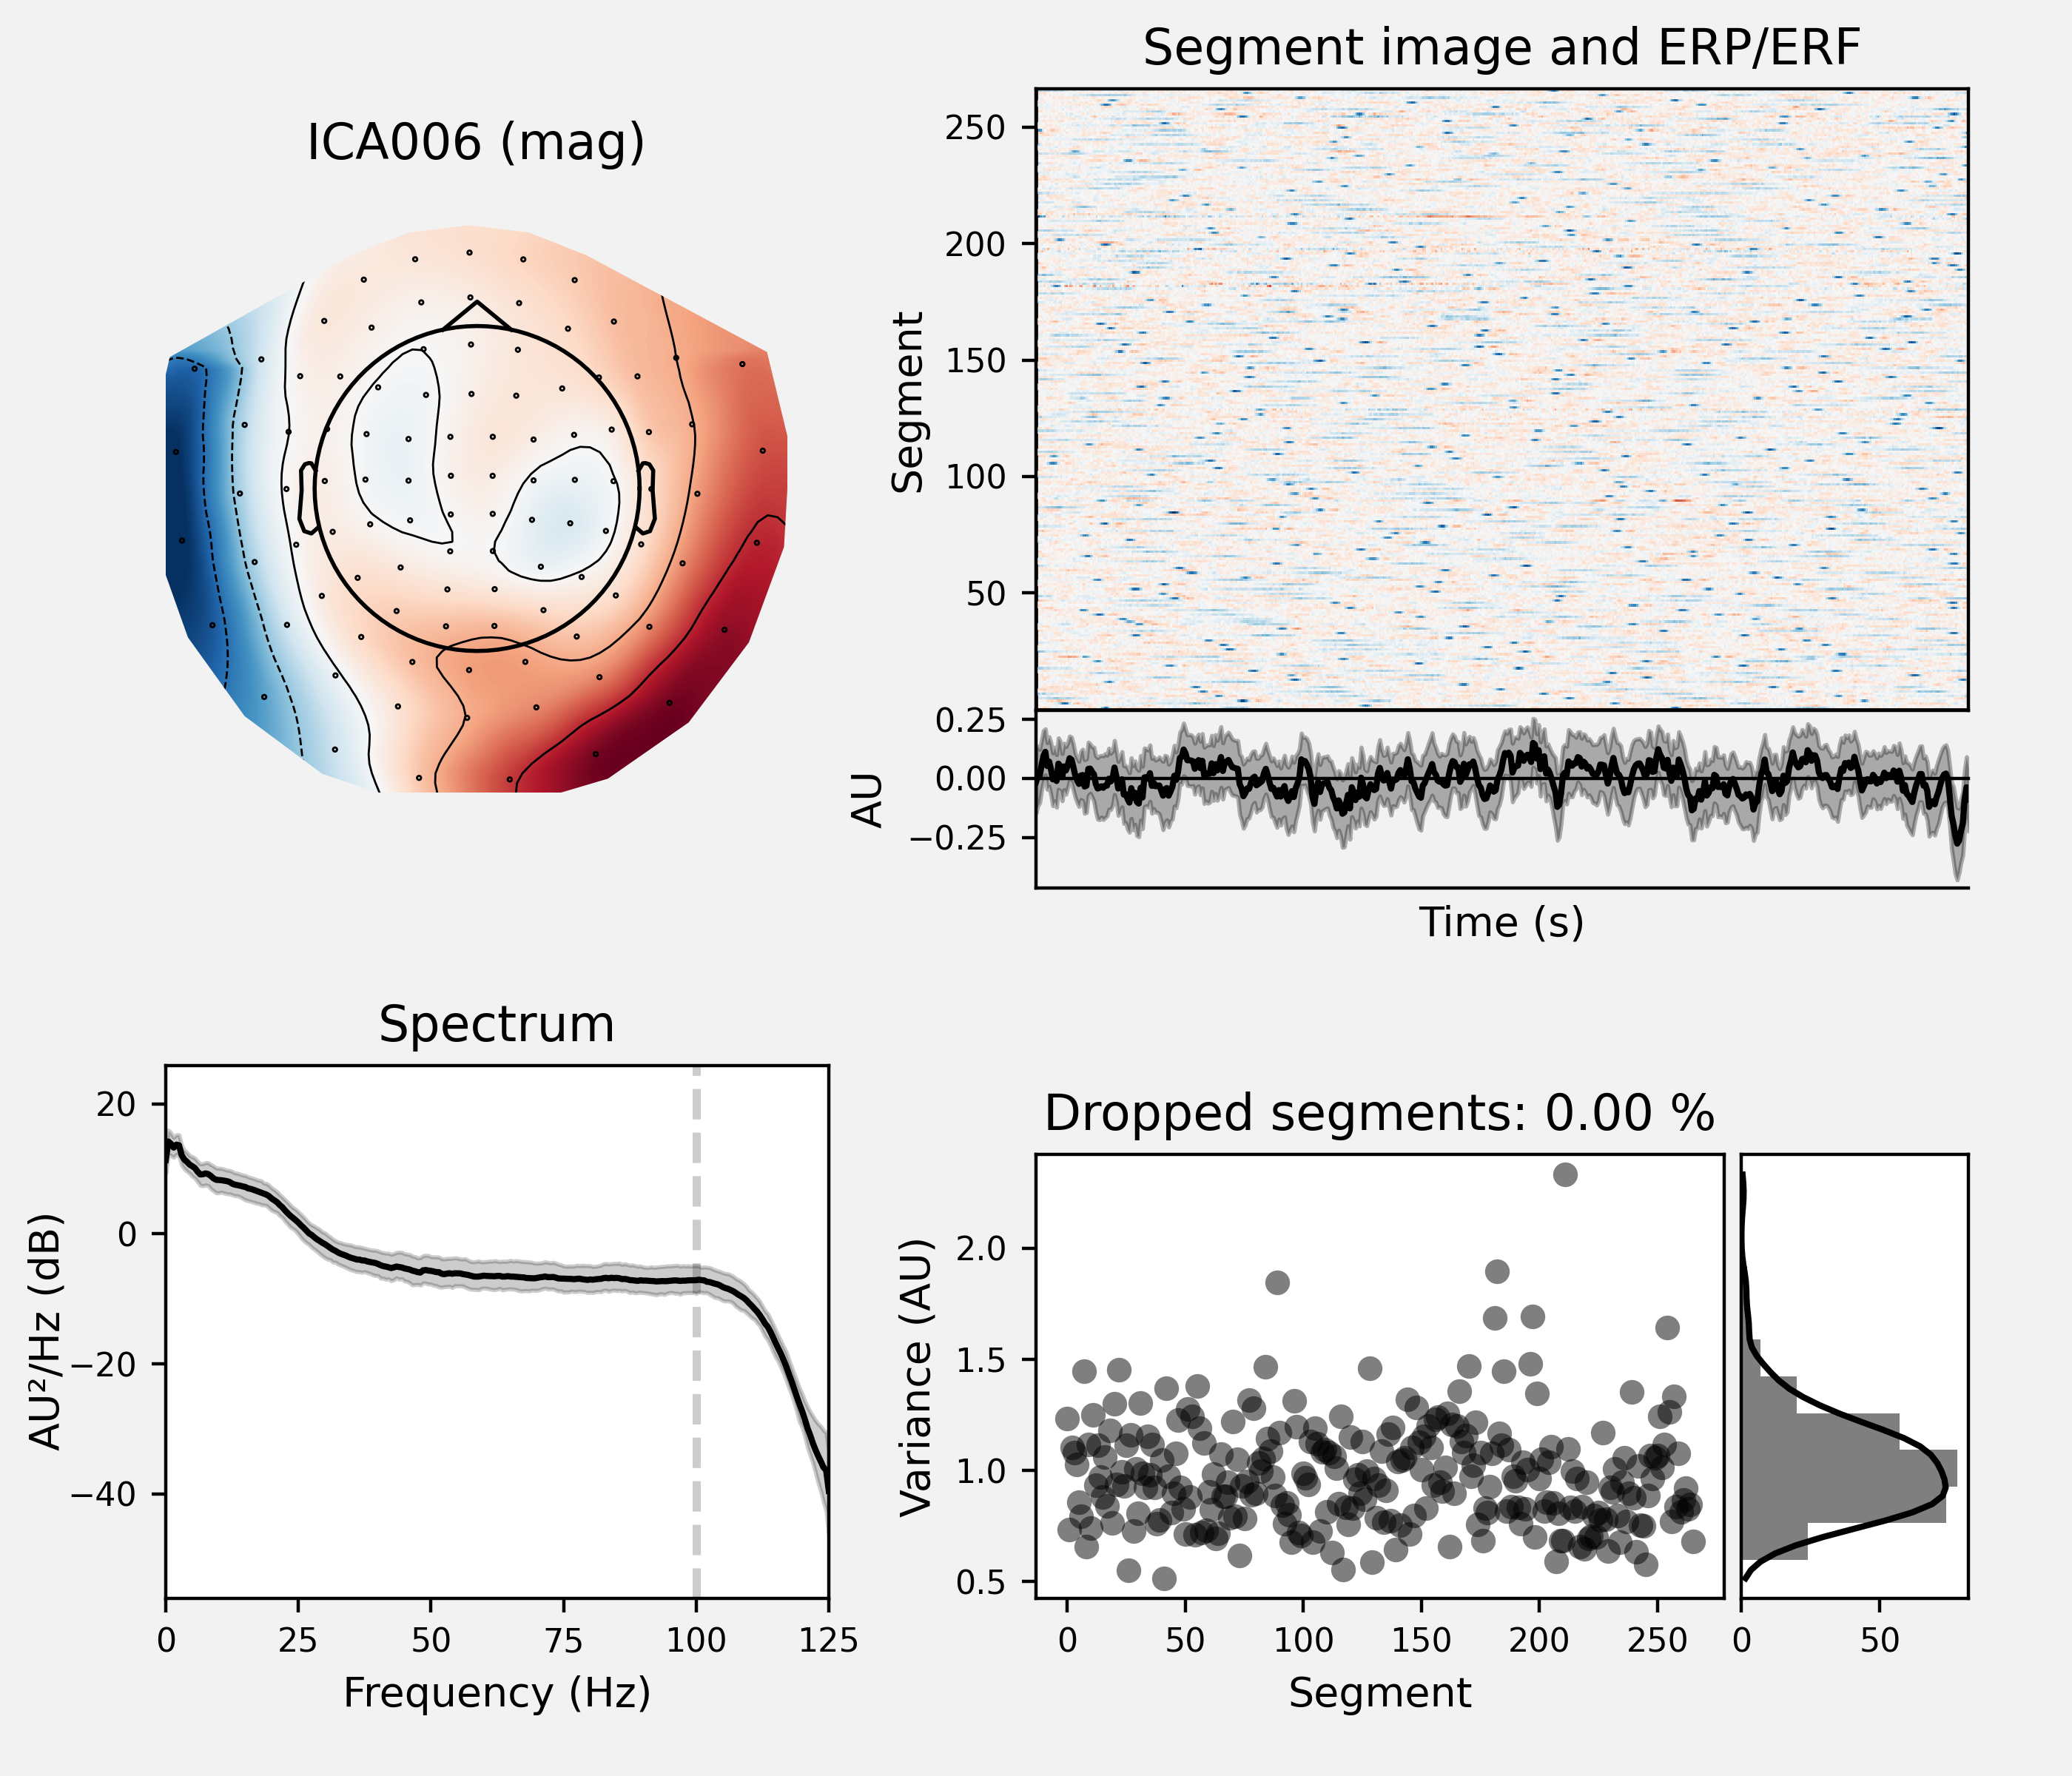 Segment image and ERP/ERF
ICA006 (mag)
250
200
150
100
50
Segment
0.25
0.00
−0.25
AU
Time (s)
Spectrum
20
0
−20
−40
AU²/Hz (dB)
0 25 50 75 100 125
Frequency (Hz)
Dropped segments: 0.00 %
2.0
1.5
1.0
0.5
Variance (AU)
0 50 100 150 200 250
Segment
0 50